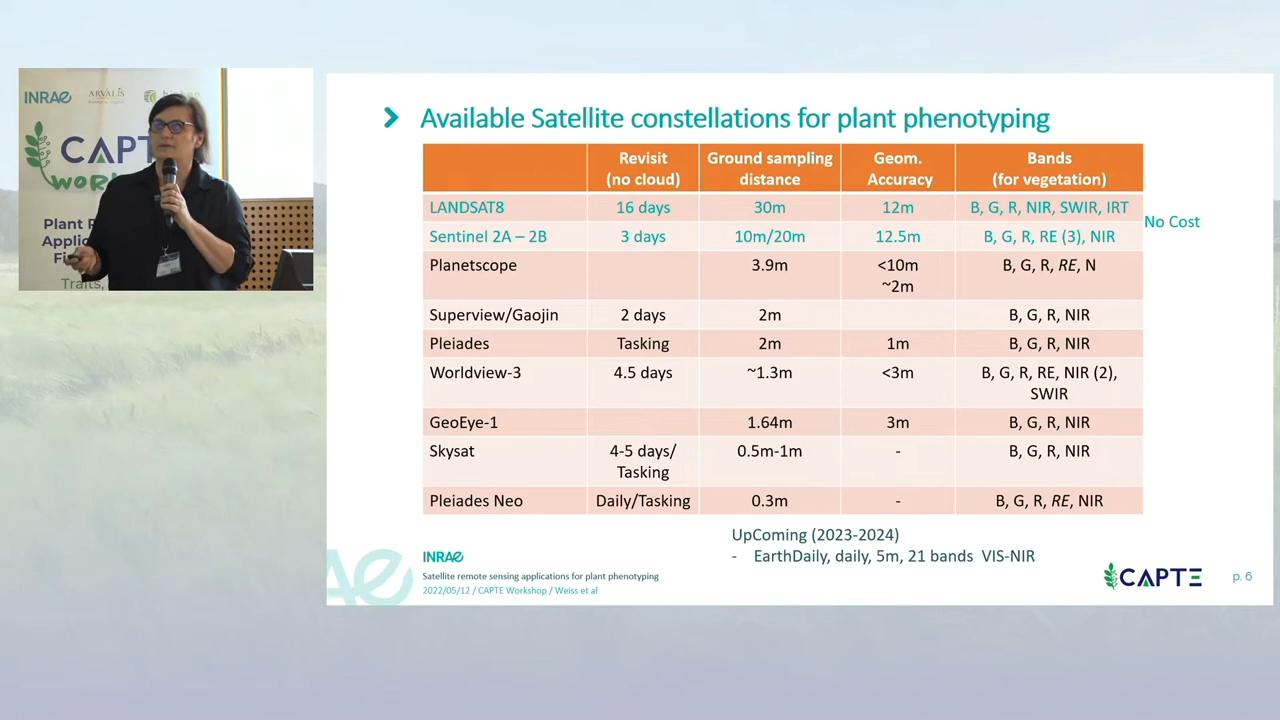 INRAE ARVALIS
CAPT
WOR
Plant
Appli
Fi
Traits,
Available Satellite constellations for plant phenotyping
Revisit (no cloud) Ground sampling distance Geom. Accuracy Bands (for vegetation)
LANDSAT8 16 days 30m 12m B, G, R, NIR, SWIR, IRT
No Cost
Sentinel 2A – 2B 3 days 10m/20m 12.5m B, G, R, RE (3), NIR
Planetscope 3.9m <10m ~2m B, G, R, RE, N
Superview/Gaojin 2 days 2m B, G, R, NIR
Pleiades Tasking 2m 1m B, G, R, NIR
Worldview-3 4.5 days ~1.3m <3m B, G, R, RE, NIR (2), SWIR
GeoEye-1 1.64m 3m B, G, R, NIR
Skysat 4-5 days/ Tasking 0.5m-1m - B, G, R, NIR
Pleiades Neo Daily/Tasking 0.3m - B, G, R, RE, NIR
UpComing (2023-2024)
- EarthDaily, daily, 5m, 21 bands VIS-NIR
INRAE
Satellite remote sensing applications for plant phenotyping
2022/05/12 / CAPTE Workshop / Weiss et al
CAPTE
p. 6